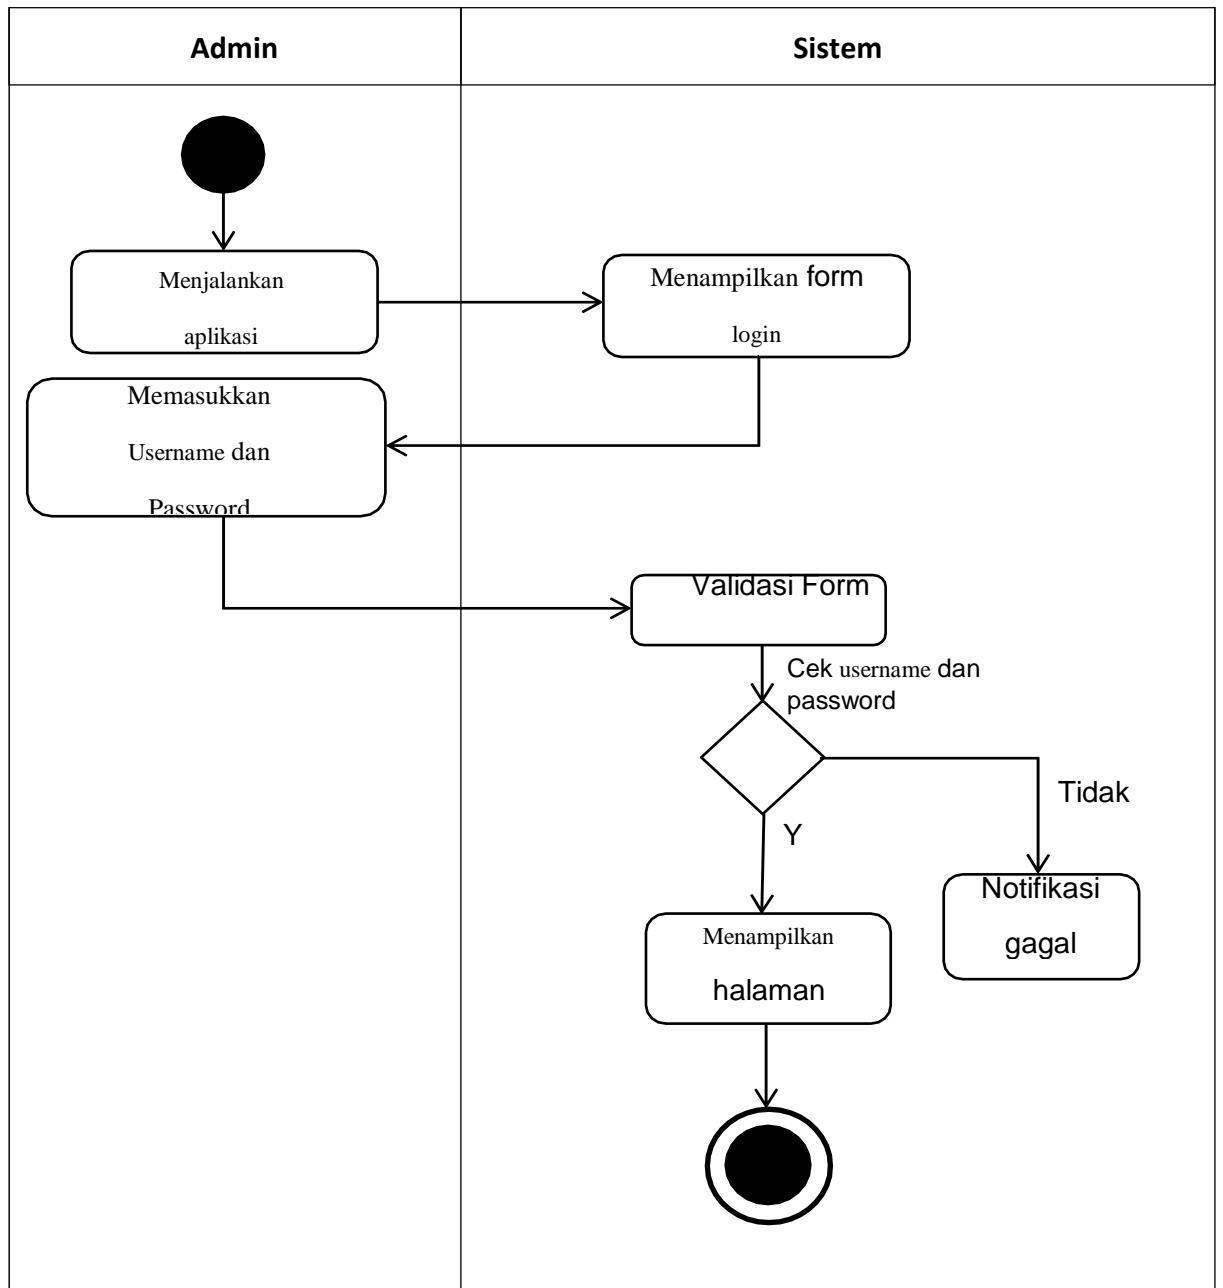 Admin
Sistem
Menjalankan
aplikasi
Menampilkan form
login
Memasukkan
Username dan
Password
Validasi Form
Cek username dan
password
Tidak
Y
Notifikasi
gagal
Menampilkan
halaman